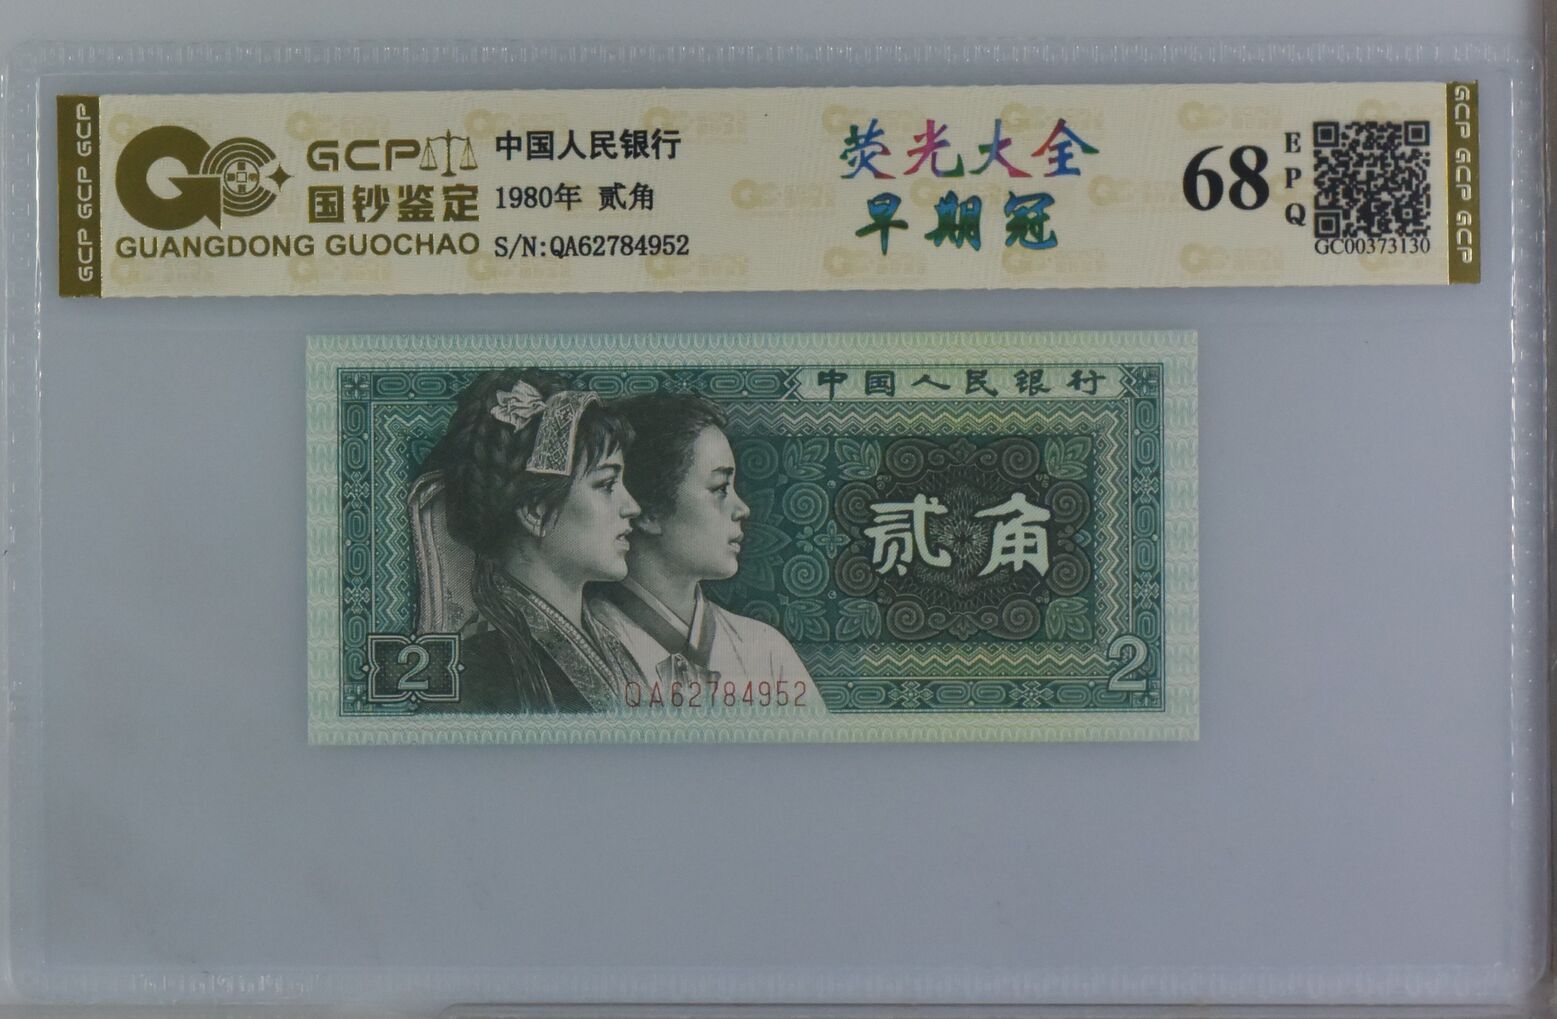 GCP GCP GCP
GCP
国钞鉴定
GUANGDONG GUOCHAO
中国人民银行
1980年 贰角
S/N:QA62784952
荧光大全
早期冠
68
EPQ
GC00373130
GCP GCP GCP
中国人民银行
贰角
2
QA62784952
2